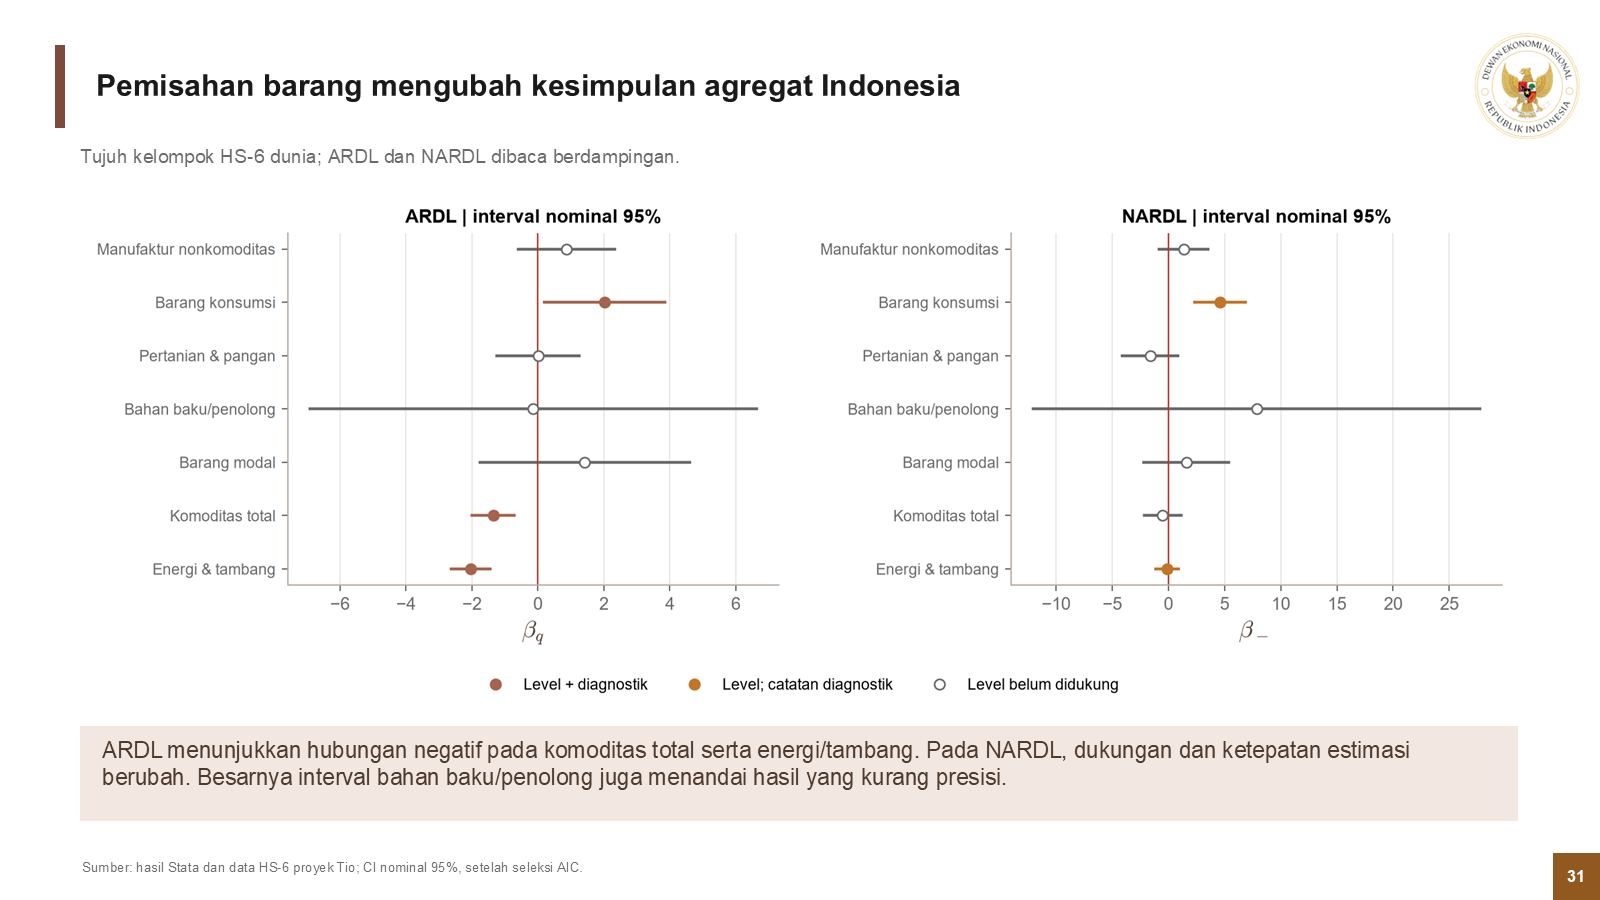 Pemisahan barang mengubah kesimpulan agregat Indonesia
DEWAN EKONOMI NASIONAL
REPUBLIK INDONESIA
Tujuh kelompok HS-6 dunia; ARDL dan NARDL dibaca berdampingan.
ARDL | interval nominal 95%
Manufaktur nonkomoditas
Barang konsumsi
Pertanian & pangan
Bahan baku/penolong
Barang modal
Komoditas total
Energi & tambang
−6 −4 −2 0 2 4 6
βq
NARDL | interval nominal 95%
Manufaktur nonkomoditas
Barang konsumsi
Pertanian & pangan
Bahan baku/penolong
Barang modal
Komoditas total
Energi & tambang
−10 −5 0 5 10 15 20 25
β−
Level + diagnostik Level; catatan diagnostik Level belum didukung
ARDL menunjukkan hubungan negatif pada komoditas total serta energi/tambang. Pada NARDL, dukungan dan ketepatan estimasi
berubah. Besarnya interval bahan baku/penolong juga menandai hasil yang kurang presisi.
Sumber: hasil Stata dan data HS-6 proyek Tio; CI nominal 95%, setelah seleksi AIC.
31